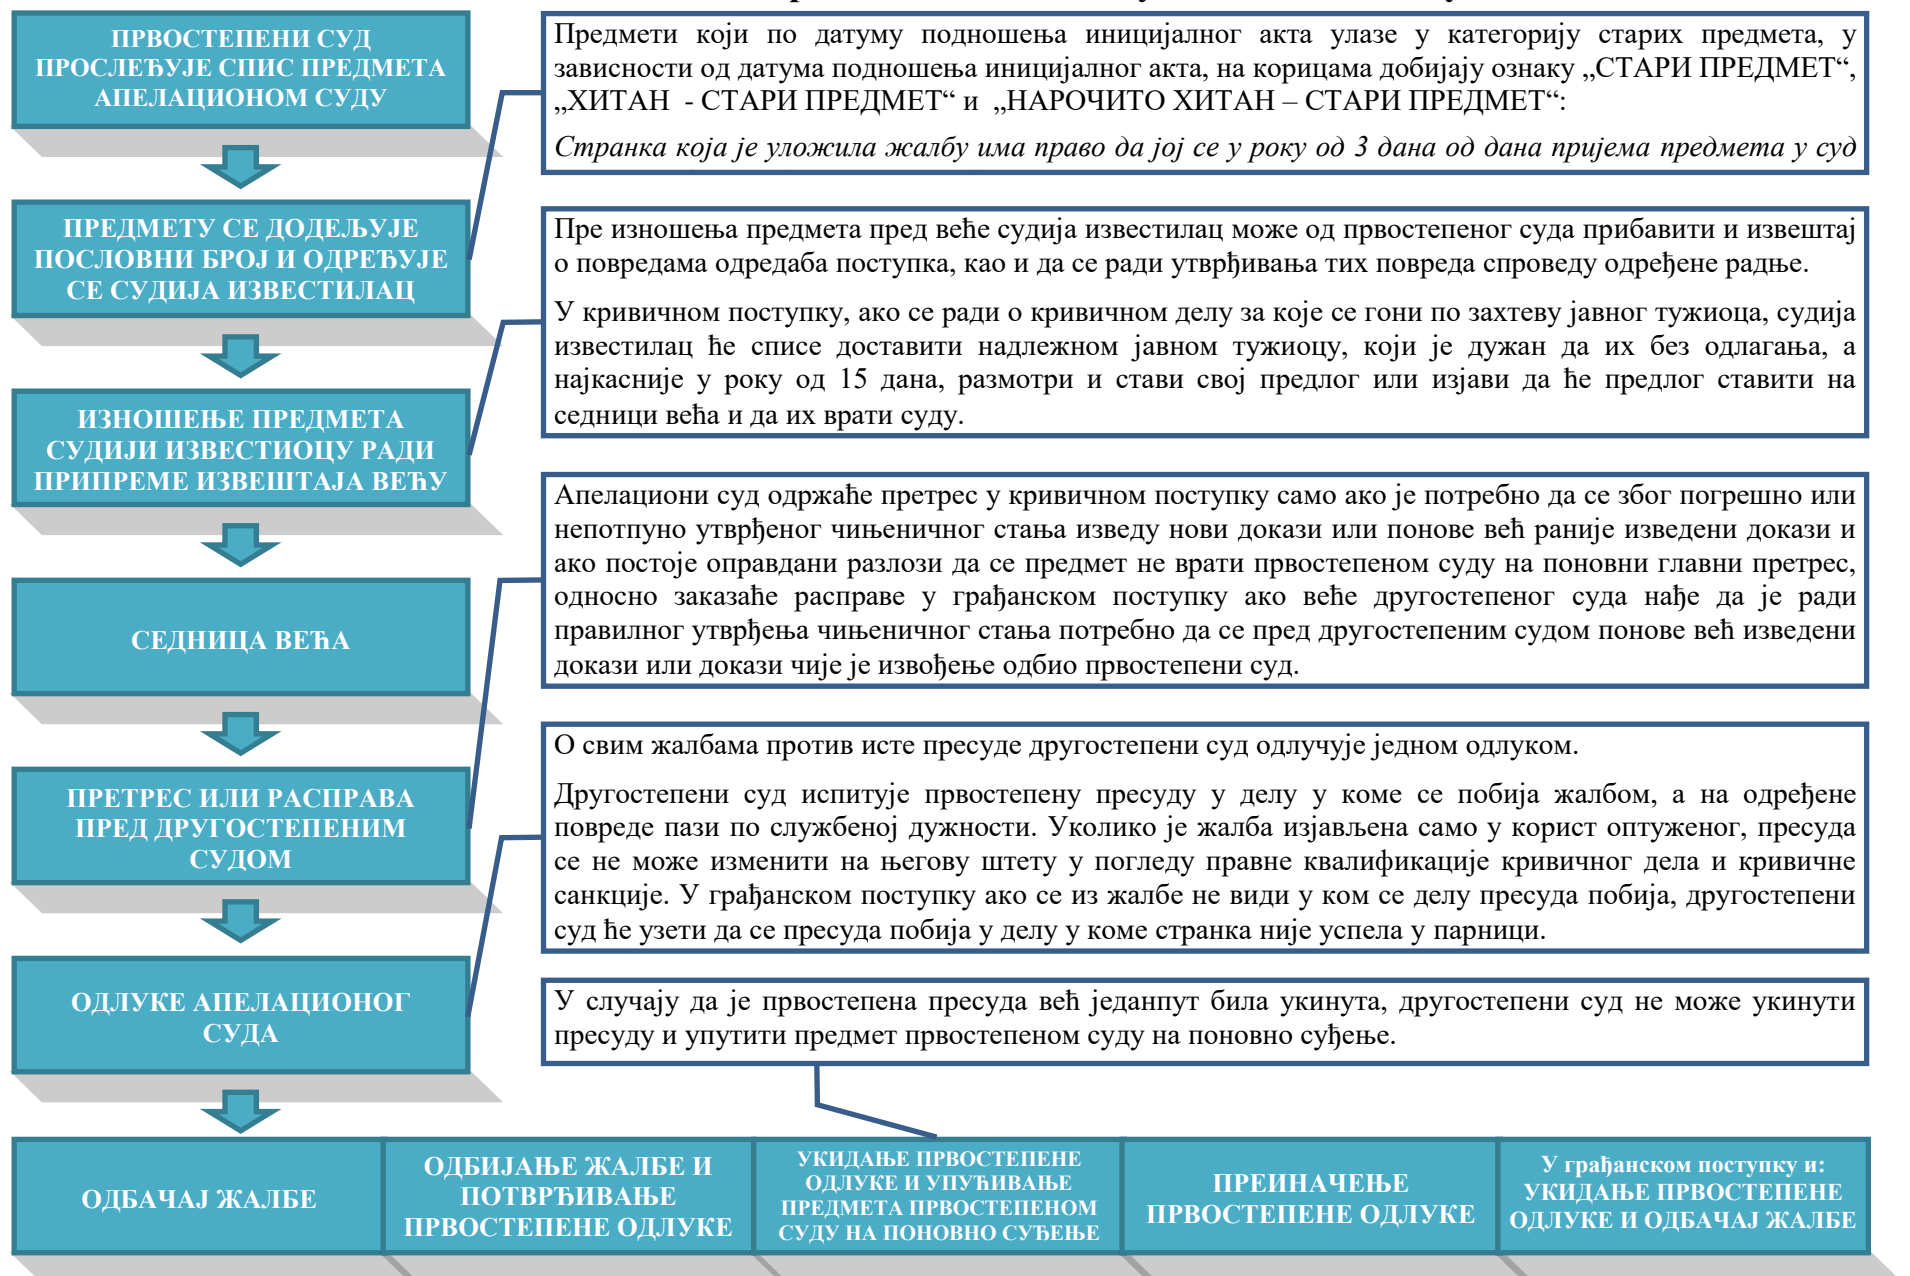 ПРВОСТЕПЕНИ СУД
ПРОСЛЕЂУЈЕ СПИС ПРЕДМЕТА
АПЕЛАЦИОНОМ СУДУ
Предмети који по датуму подношења иницијалног акта улазе у категорију старих предмета, у
зависности од датума подношења иницијалног акта, на корицама добијају ознаку „СТАРИ ПРЕДМЕТ“,
„ХИТАН - СТАРИ ПРЕДМЕТ“ и „НАРОЧИТО ХИТАН – СТАРИ ПРЕДМЕТ“:
Странка која је уложила жалбу има право да јој се у року од 3 дана од дана пријема предмета у суд
ПРЕДМЕТУ СЕ ДОДЕЉУЈЕ
ПОСЛОВНИ БРОЈ И ОДРЕЂУЈЕ
СЕ СУДИЈА ИЗВЕСТИЛАЦ
Пре изношења предмета пред веће судија известилац може од првостепеног суда прибавити и извештај
о повредама одредаба поступка, као и да се ради утврђивања тих повреда спроведу одређене радње.
У кривичном поступку, ако се ради о кривичном делу за које се гони по захтеву јавног тужиоца, судија
известилац ће списе доставити надлежном јавном тужиоцу, који је дужан да их без одлагања, а
најкасније у року од 15 дана, размотри и стави свој предлог или изјави да ће предлог ставити на
седници већа и да их врати суду.
ИЗНОШЕЊЕ ПРЕДМЕТА
СУДИЈИ ИЗВЕСТИОЦУ РАДИ
ПРИПРЕМЕ ИЗВЕШТАЈА ВЕЋУ
Апелациони суд одржаће претрес у кривичном поступку само ако је потребно да се због погрешно или
непотпуно утврђеног чињеничног стања изведу нови докази или понове већ раније изведени докази и
ако постоје оправдани разлози да се предмет не врати првостепеном суду на поновни главни претрес,
односно заказаће расправе у грађанском поступку ако веће другостепеног суда нађе да је ради
правилног утврђења чињеничног стања потребно да се пред другостепеним судом понове већ изведени
докази или докази чије је извођење одбио првостепени суд.
СЕДНИЦА ВЕЋА
ПРЕТРЕС ИЛИ РАСПРАВА
ПРЕД ДРУГОСТЕПЕНИМ
СУДОМ
О свим жалбама против исте пресуде другостепени суд одлучује једном одлуком.
Другостепени суд испитује првостепену пресуду у делу у коме се побија жалбом, а на одређене
повреде пази по службеној дужности. Уколико је жалба изјављена само у корист оптуженог, пресуда
се не може изменити на његову штету у погледу правне квалификације кривичног дела и кривичне
санкције. У грађанском поступку ако се из жалбе не види у ком се делу пресуда побија, другостепени
суд ће узети да се пресуда побија у делу у коме странка није успела у парници.
ОДЛУКЕ АПЕЛАЦИОНОГ
СУДА
У случају да је првостепена пресуда већ једанпут била укинута, другостепени суд не може укинути
пресуду и упутити предмет првостепеном суду на поновно суђење.
ОДБАЧАЈ ЖАЛБЕ
ОДБИЈАЊЕ ЖАЛБЕ И
ПОТВРЂИВАЊЕ
ПРВОСТЕПЕНЕ ОДЛУКЕ
УКИДАЊЕ ПРВОСТЕПЕНЕ
ОДЛУКЕ И УПУЋИВАЊЕ
ПРЕДМЕТА ПРВОСТЕПЕНОМ
СУДУ НА ПОНОВНО СУЂЕЊЕ
ПРЕИНАЧЕЊЕ
ПРВОСТЕПЕНЕ ОДЛУКЕ
У грађанском поступку и:
УКИДАЊЕ ПРВОСТЕПЕНЕ
ОДЛУКЕ И ОДБАЧАЈ ЖАЛБЕ